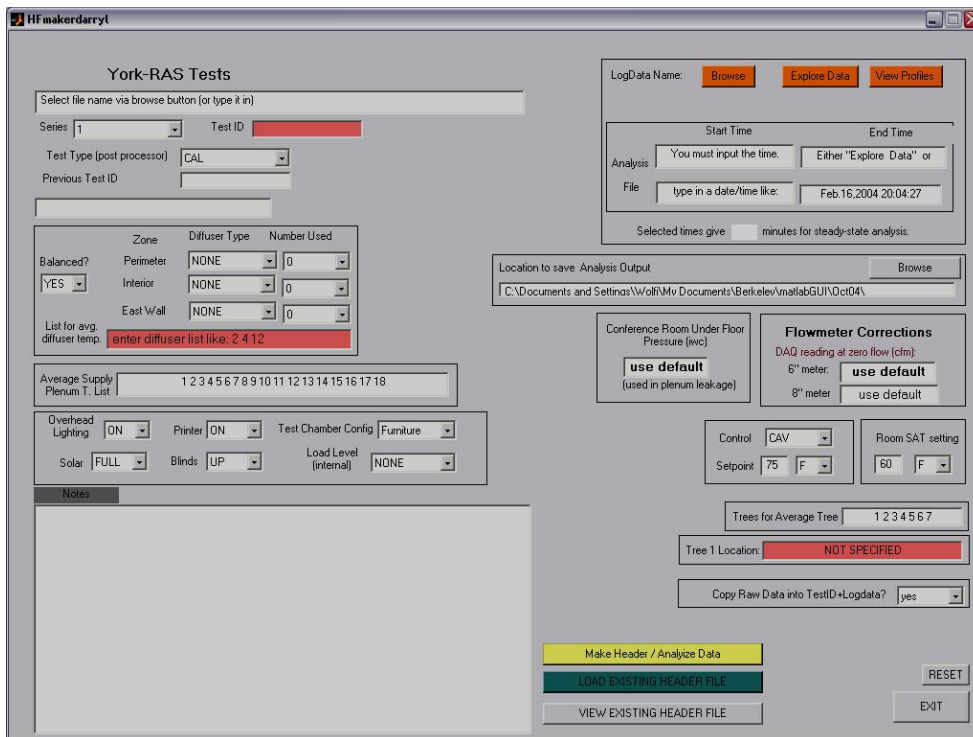 HFmakerdarryl
York-RAS Tests
Select file name via browse button (or type it in)
Series 1 Test ID
Test Type (post processor) CAL
Previous Test ID
Zone Diffuser Type Number Used
Balanced? Perimeter NONE 0
YES Interior NONE 0
East Wall NONE 0
List for avg.
diffuser temp. enter diffuser list like: 2 4 12
Average Supply
Plenum T. List 1 2 3 4 5 6 7 8 9 10 11 12 13 14 15 16 17 18
Overhead
Lighting ON Printer ON Test Chamber Config Furniture
Solar FULL Blinds UP Load Level
(internal) NONE
Notes
LogData Name: Browse Explore Data View Profiles
Start Time End Time
Analysis You must input the time. Either "Explore Data" or
File type in a date/time like: Feb.16,2004 20:04:27
Selected times give minutes for steady-state analysis.
Location to save Analysis Output Browse
C:\Documents and Settings\Wolfi\My Documents\Berkeley\matlabGUI\Oct04\
Conference Room Under Floor
Pressure (iwc)
use default
(used in plenum leakage)
Flowmeter Corrections
DAQ reading at zero flow (cfm):
6" meter: use default
8" meter use default
Control CAV
Setpoint 75 F
Room SAT setting
60 F
Trees for Average Tree 1 2 3 4 5 6 7
Tree 1 Location: NOT SPECIFIED
Copy Raw Data into TestID+Logdata? yes
Make Header / Analyize Data
LOAD EXISTING HEADER FILE
VIEW EXISTING HEADER FILE
RESET
EXIT